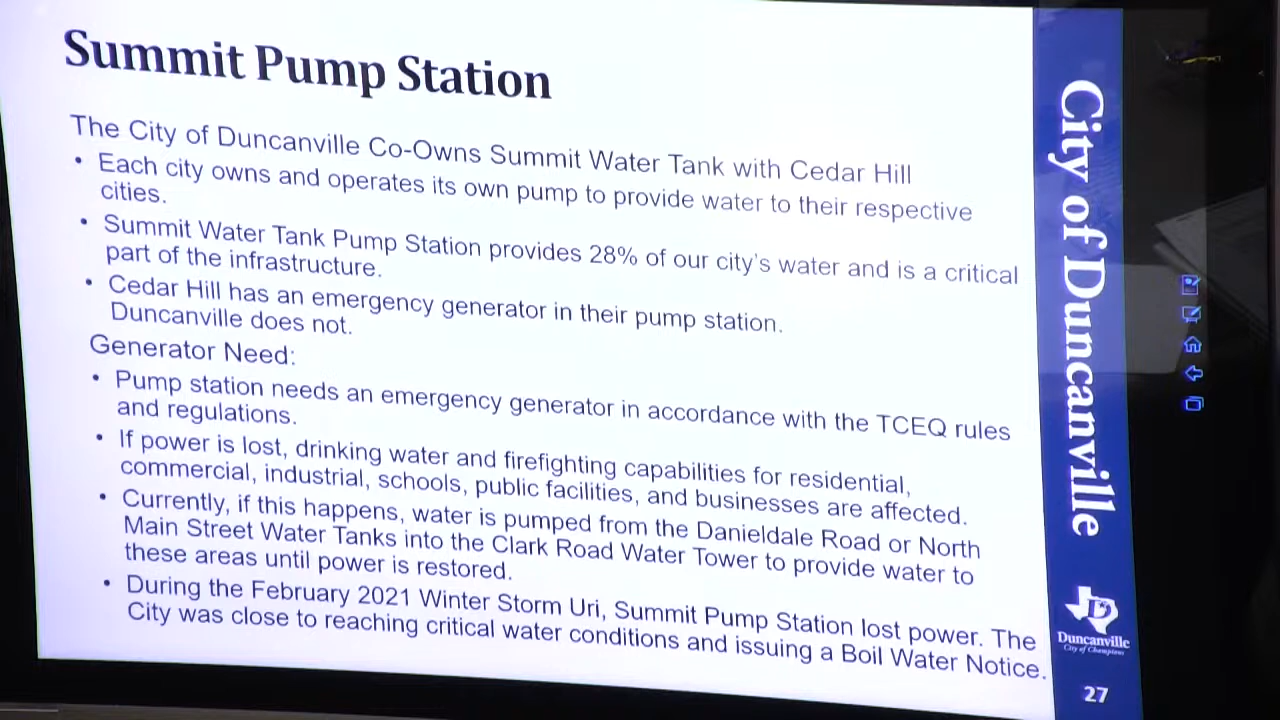 Summit Pump Station
The City of Duncanville Co-Owns Summit Water Tank with Cedar Hill
• Each city owns and operates its own pump to provide water to their respective
cities.
• Summit Water Tank Pump Station provides 28% of our city's water and is a critical
part of the infrastructure.
• Cedar Hill has an emergency generator in their pump station.
Duncanville does not.
Generator Need:
• Pump station needs an emergency generator in accordance with the TCEQ rules
and regulations.
• If power is lost, drinking water and firefighting capabilities for residential,
commercial, industrial, schools, public facilities, and businesses are affected.
• Currently, if this happens, water is pumped from the Danieldale Road or North
Main Street Water Tanks into the Clark Road Water Tower to provide water to
these areas until power is restored.
• During the February 2021 Winter Storm Uri, Summit Pump Station lost power. The
City was close to reaching critical water conditions and issuing a Boil Water Notice.
City of Duncanville
D
Duncanville
City of Champions
27